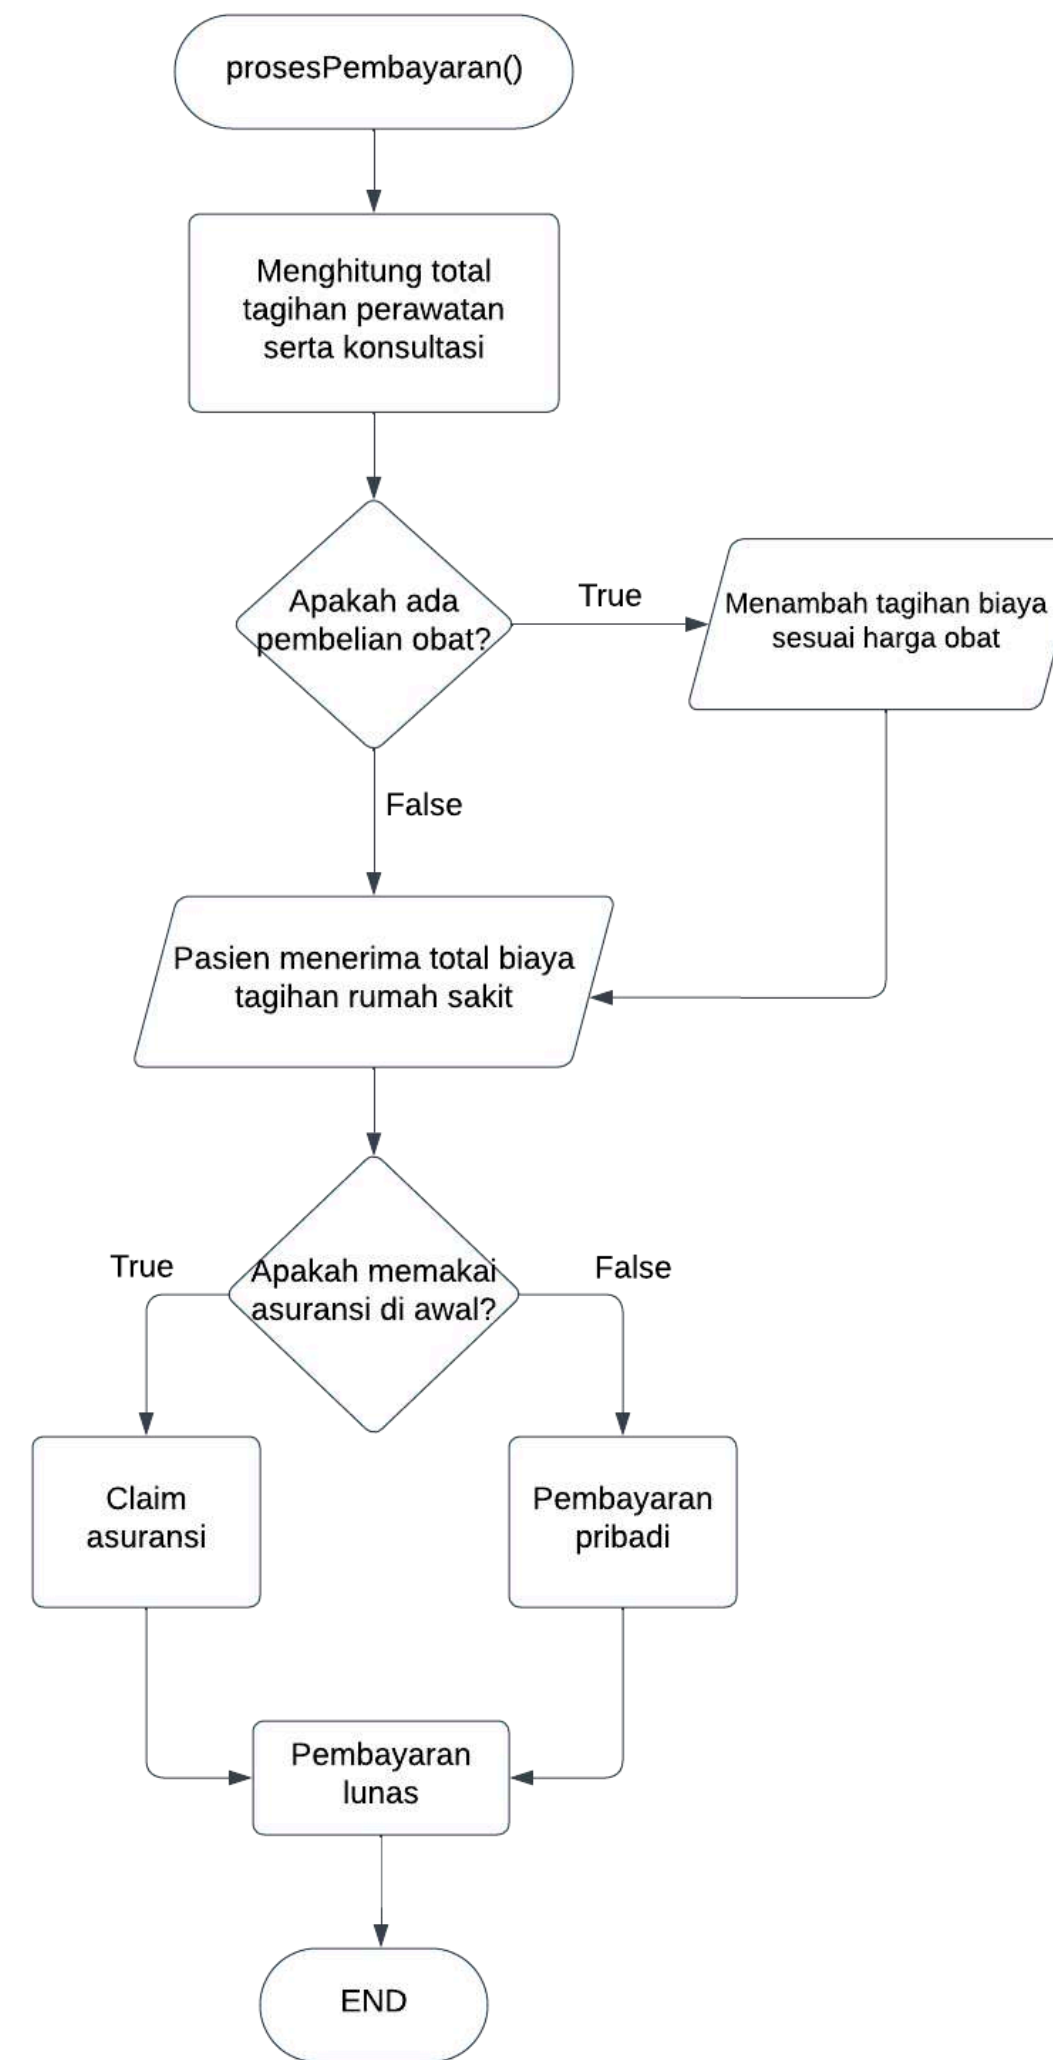 prosesPembayaran()
Menghitung total
tagihan perawatan
serta konsultasi
Apakah ada
pembelian obat?
True
Menambah tagihan biaya
sesuai harga obat
False
Pasien menerima total biaya
tagihan rumah sakit
Apakah memakai
asuransi di awal?
True
False
Claim
asuransi
Pembayaran
pribadi
Pembayaran
lunas
END